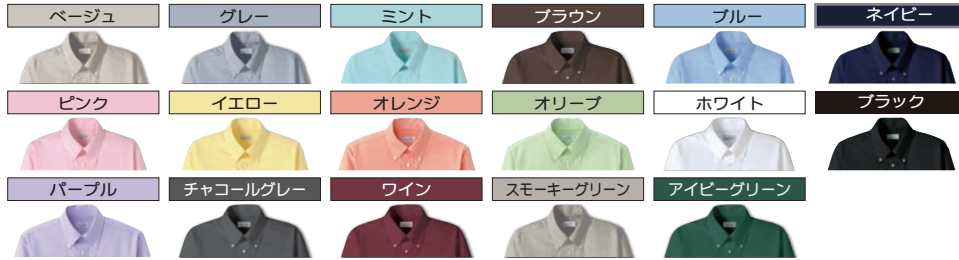 ベージュ
グレー
ミント
ブラウン
ブルー
ネイビー
ピンク
イエロー
オレンジ
オリーブ
ホワイト
ブラック
パープル
チャコールグレー
ワイン
スモーキーグリーン
アイビーグリーン